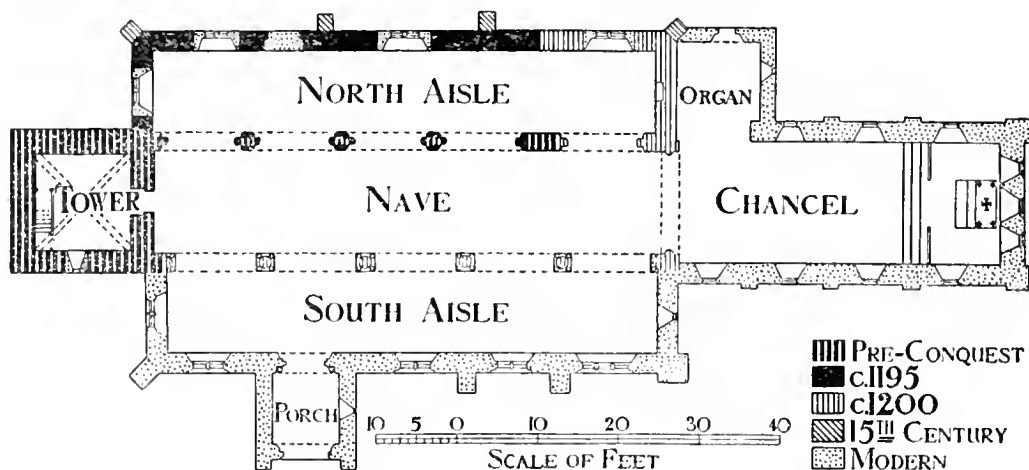 NORTH AISLE
ORGAN
TOWER
NAVE
CHANCEL
SOUTH AISLE
PORCH
10 5 0 10 20 30 40
SCALE OF FEET
PRE-CONQUEST
c.1195
c.1200
15TH CENTURY
MODERN